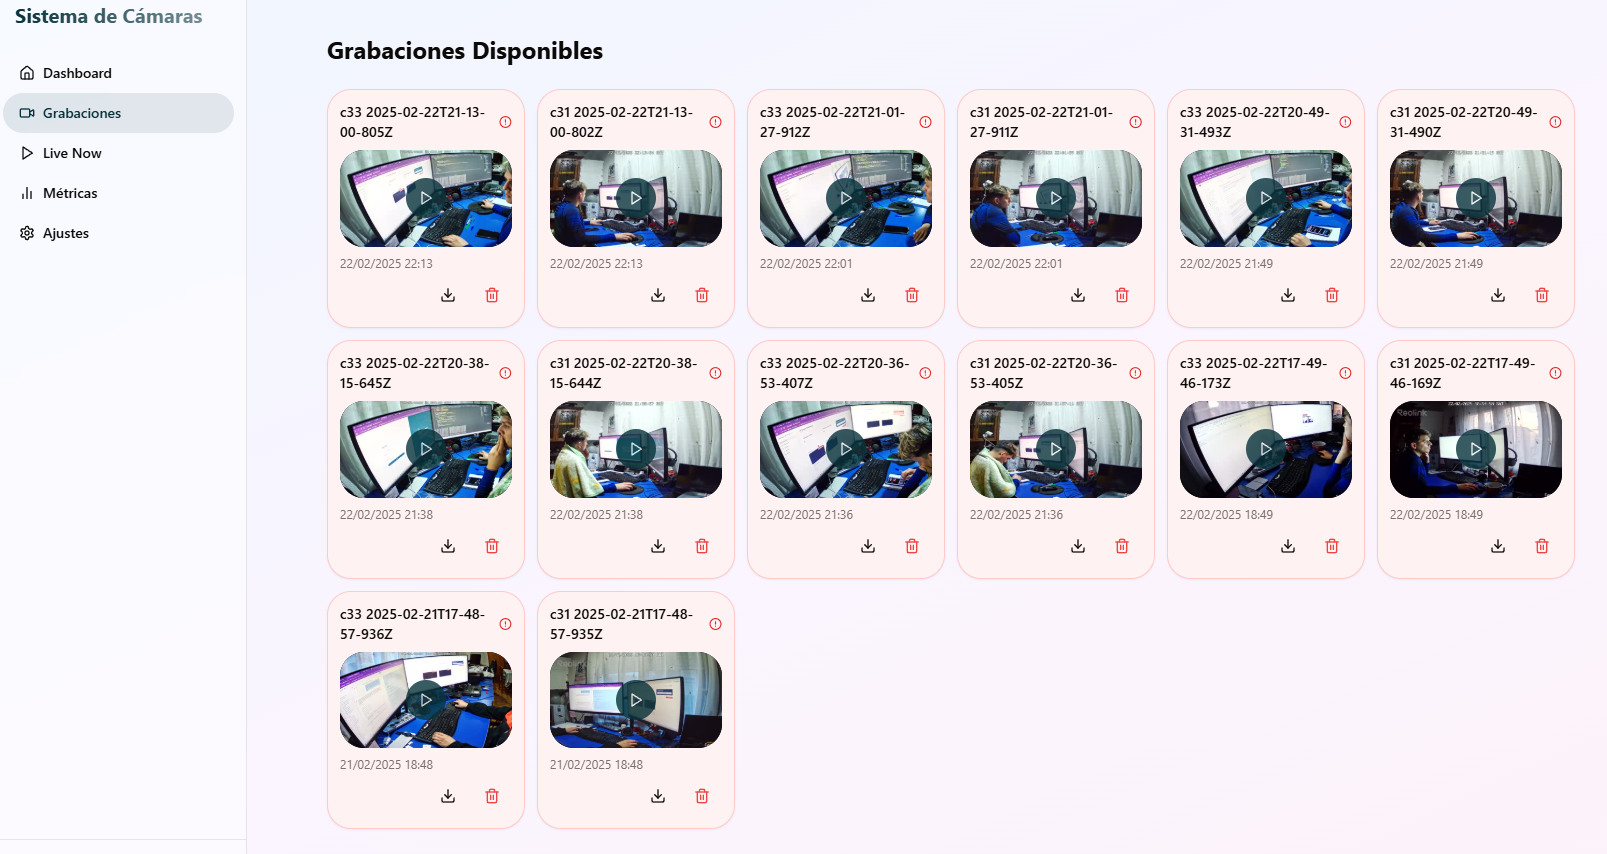 Sistema de Cámaras
Dashboard
Grabaciones
Live Now
Métricas
Ajustes
Grabaciones Disponibles
c33 2025-02-22T21-13-
00-805Z
22/02/2025 22:13
c31 2025-02-22T21-13-
00-802Z
22/02/2025 22:13
c33 2025-02-22T21-01-
27-912Z
22/02/2025 22:01
c31 2025-02-22T21-01-
27-911Z
22/02/2025 22:01
c33 2025-02-22T20-49-
31-493Z
22/02/2025 21:49
c31 2025-02-22T20-49-
31-490Z
22/02/2025 21:49
c33 2025-02-22T20-38-
15-645Z
22/02/2025 21:38
c31 2025-02-22T20-38-
15-644Z
22/02/2025 21:38
c33 2025-02-22T20-36-
53-407Z
22/02/2025 21:36
c31 2025-02-22T20-36-
53-405Z
22/02/2025 21:36
c33 2025-02-22T17-49-
46-173Z
22/02/2025 18:49
c31 2025-02-22T17-49-
46-169Z
Reolink
22/02/2025 18:49
c33 2025-02-21T17-48-
57-936Z
21/02/2025 18:48
c31 2025-02-21T17-48-
57-935Z
21/02/2025 18:48